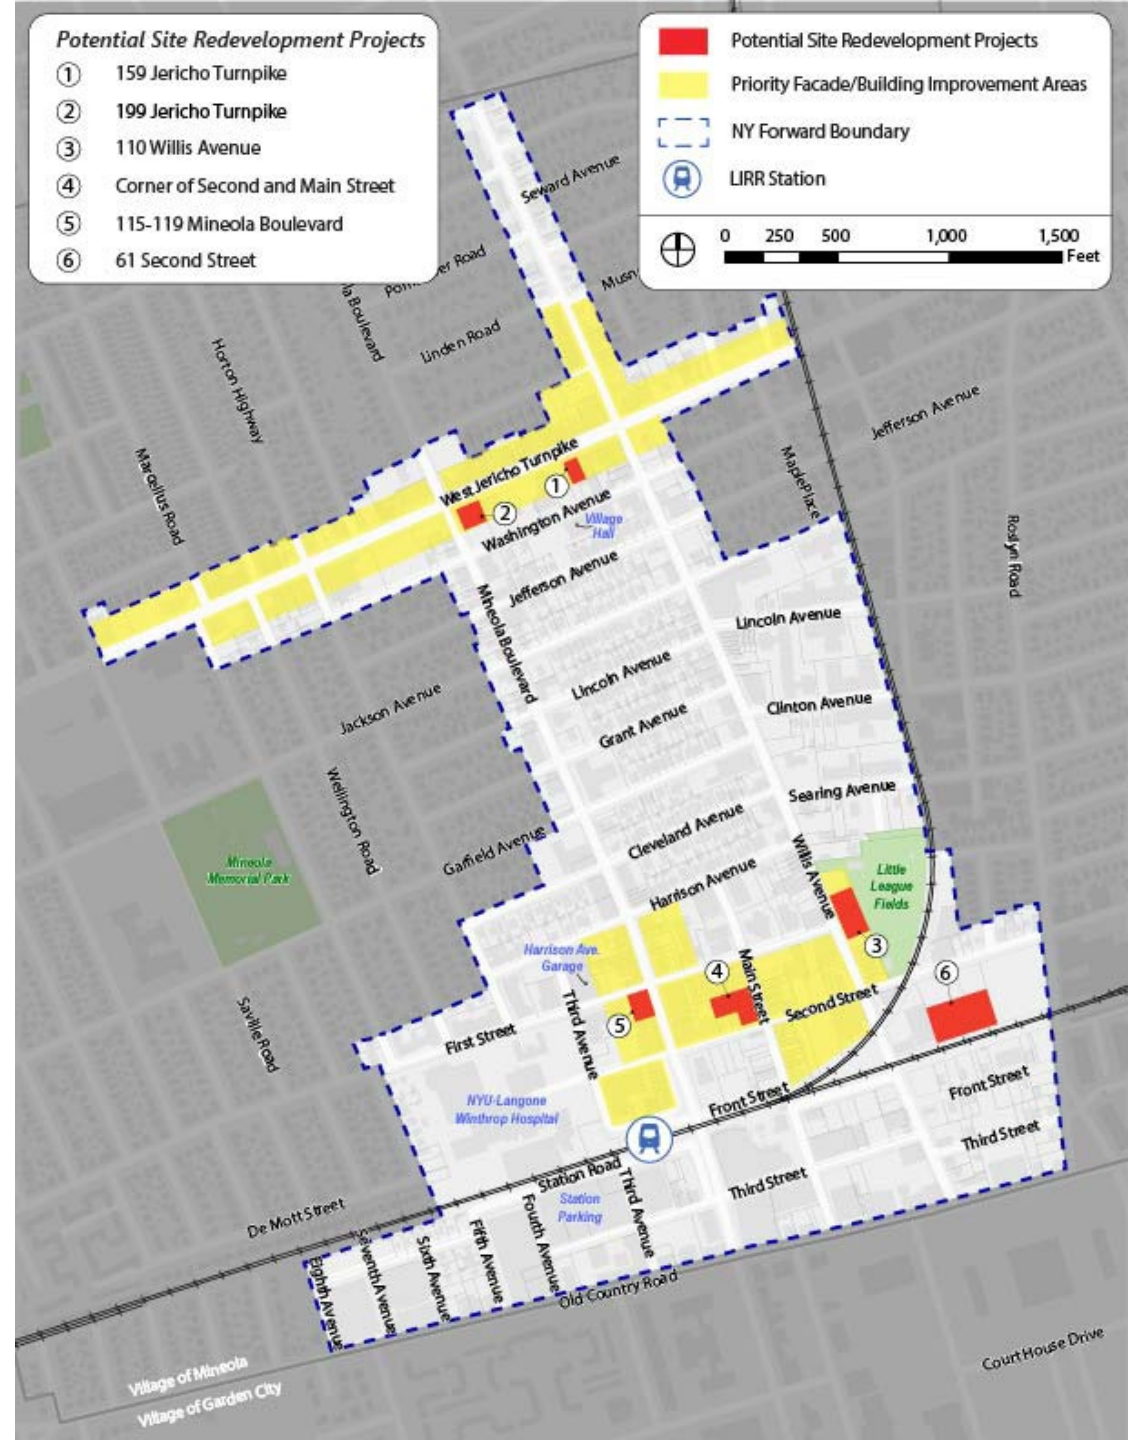 Potential Site Redevelopment Projects
1 159 Jericho Turnpike
2 199 Jericho Turnpike
3 110 Willis Avenue
4 Corner of Second and Main Street
5 115-119 Mineola Boulevard
6 61 Second Street
Potential Site Redevelopment Projects
Priority Facade/Building Improvement Areas
NY Forward Boundary
LIRR Station
0 250 500 1,000 1,500
Feet
Seward Avenue
Linden Road
Horton Highway
Jefferson Avenue
Marcellus Road
Maple Place
West Jericho Turnpike
1
2
Washington Avenue
Village
Hall
Roslyn Road
Jefferson Avenue
Mineola Boulevard
Lincoln Avenue
Lincoln Avenue
Jackson Avenue
Clinton Avenue
Grant Avenue
Wellington Road
Searing Avenue
Cleveland Avenue
Garfield Avenue
Willis Avenue
Mineola
Memorial Park
Little
League
Fields
Harrison Avenue
Harrison Ave.
Garage
3
4
Main Street
6
Second Street
5
Third Avenue
First Street
Saville Road
NYU-Langone
Winthrop Hospital
Front Street
Front Street
Third Street
Station Road
Third Street
Station
Parking
Third Avenue
Fourth Avenue
Fifth Avenue
Sixth Avenue
Seventh Avenue
Eighth Avenue
De Mott Street
Old Country Road
Court House Drive
Village of Mineola
Village of Garden City